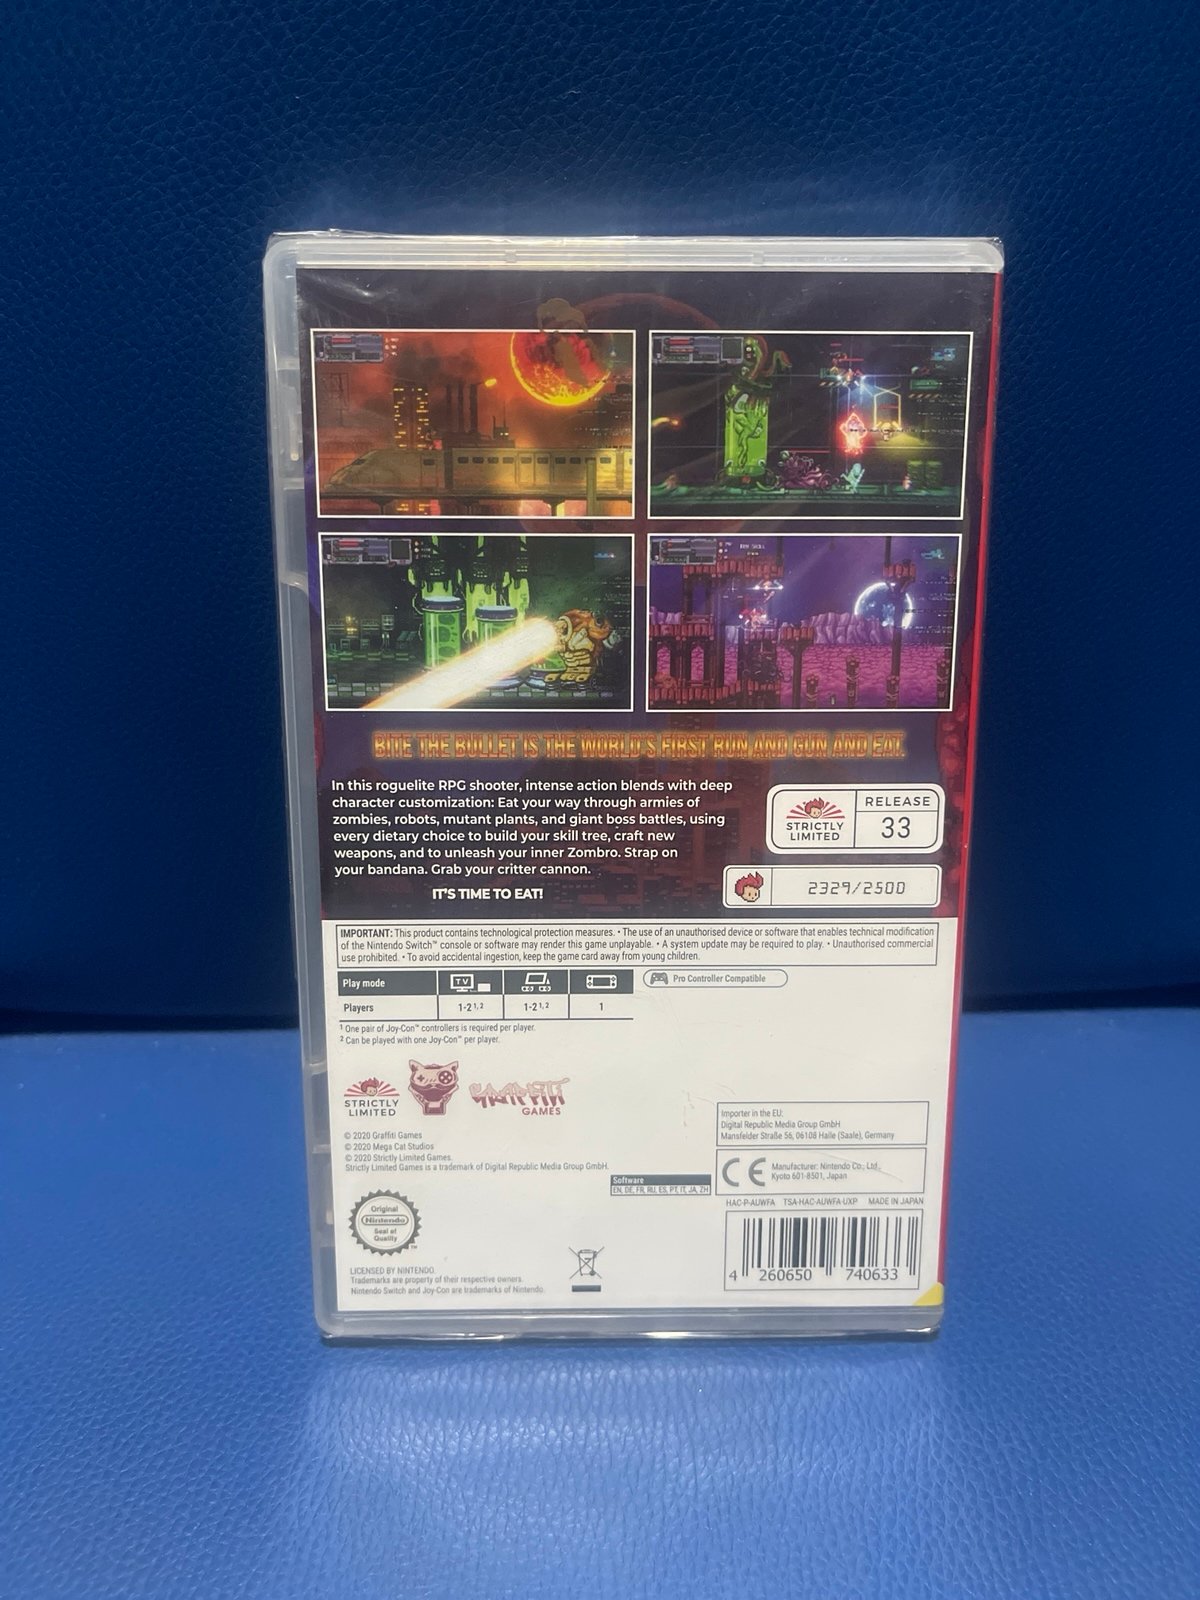 BITE THE BULLET IS THE WORLD'S FIRST RUN AND GUN AND EAT.
In this roguelite RPG shooter, intense action blends with deep
character customization: Eat your way through armies of
zombies, robots, mutant plants, and giant boss battles, using
every dietary choice to build your skill tree, craft new
weapons, and to unleash your inner Zombro. Strap on
your bandana. Grab your critter cannon.
IT'S TIME TO EAT!
STRICTLY
LIMITED
RELEASE
33
2329/2500
IMPORTANT: This product contains technological protection measures. • The use of an unauthorised device or software that enables technical modification
of the Nintendo Switch™ console or software may render this game unplayable. • A system update may be required to play. • Unauthorised commercial
use prohibited. • To avoid accidental ingestion, keep the game card away from young children.
Play mode
TV
Pro Controller Compatible
Players 1-2 1, 2 1-2 1, 2 1
1 One pair of Joy-Con™ controllers is required per player.
2 Can be played with one Joy-Con™ per player.
STRICTLY
LIMITED
GRAFFITI
GAMES
© 2020 Graffiti Games
© 2020 Mega Cat Studios
© 2020 Strictly Limited Games.
Strictly Limited Games is a trademark of Digital Republic Media Group GmbH.
Importer in the EU:
Digital Republic Media Group GmbH
Mansfelder Straße 56, 06108 Halle (Saale), Germany
CE
Manufacturer: Nintendo Co., Ltd.,
Kyoto 601-8501, Japan
Software
EN, DE, FR, RU, ES, PT, IT, JA, ZH
HAC-P-AUWFA TSA-HAC-AUWFA-UXP MADE IN JAPAN
Original
Nintendo
Seal of
Quality
TM
4 260650 740633
LICENSED BY NINTENDO.
Trademarks are property of their respective owners.
Nintendo Switch and Joy-Con are trademarks of Nintendo.